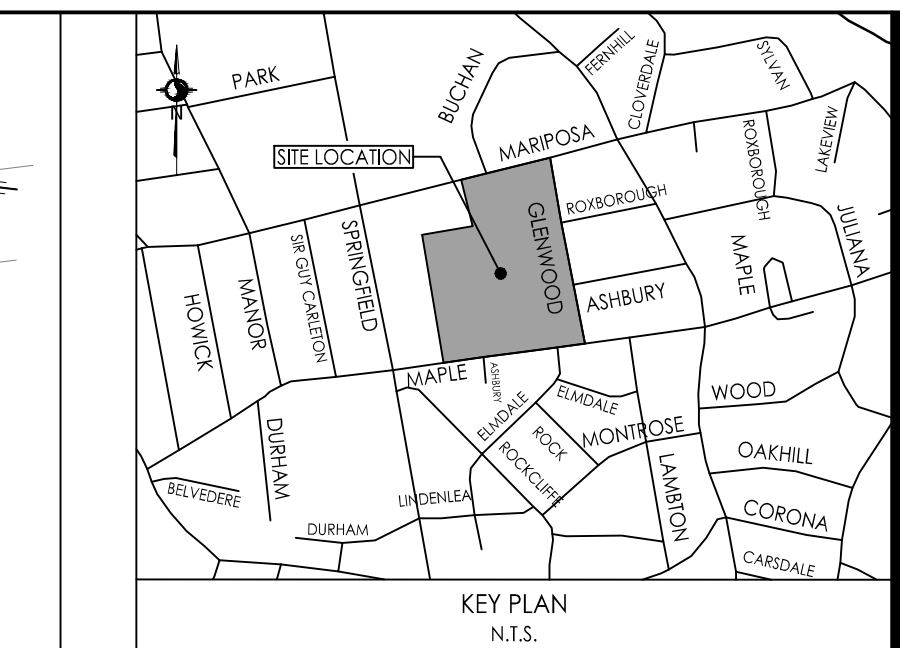 PARK
N
BUCHAN
FERNHILL
CLOVERDALE
SYLVAN
SITE LOCATION
MARIPOSA
ROXBOROUGH
LAKEVIEW
ROXBOROUGH
GLENWOOD
JULIANA
HOWICK
MANOR
SIR GUY CARLETON
SPRINGFIELD
MAPLE
ASHBURY
MAPLE
ASHBURY
ELMDALE
ELMDALE
WOOD
DURHAM
ROCK
MONTROSE
ROCKCLIFFE
LAMBTON
OAKHILL
BELVEDERE
LINDENLEA
CORONA
DURHAM
CARSDALE
KEY PLAN
N.T.S.